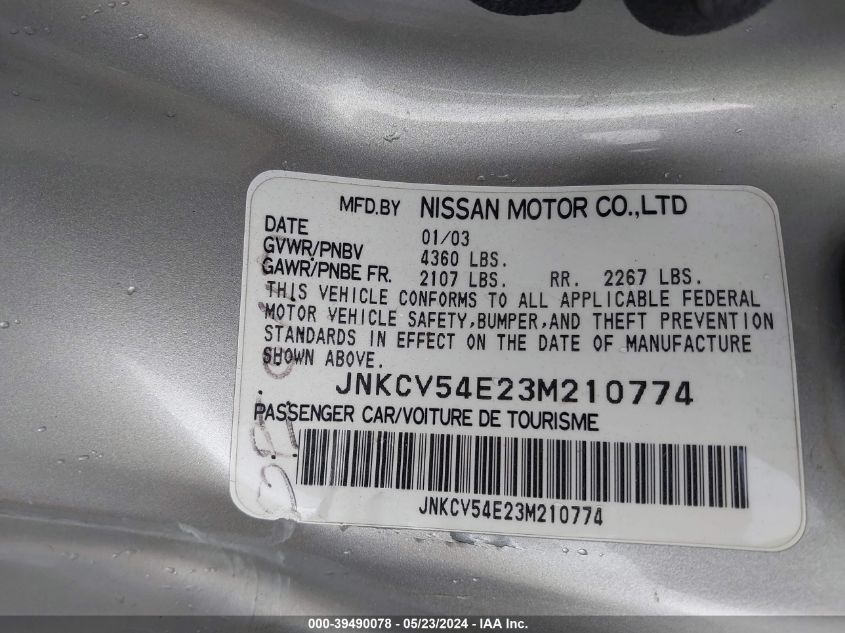 MFD.BY NISSAN MOTOR CO.,LTD
DATE 01/03
GVWR/PNBV 4360 LBS.
GAWR/PNBE FR. 2107 LBS. RR. 2267 LBS.
THIS VEHICLE CONFORMS TO ALL APPLICABLE FEDERAL
MOTOR VEHICLE SAFETY,BUMPER,AND THEFT PREVENTION
STANDARDS IN EFFECT ON THE DATE OF MANUFACTURE
SHOWN ABOVE.
JNKCV54E23M210774
PASSENGER CAR/VOITURE DE TOURISME
JNKCV54E23M210774
000-39490078 - 05/23/2024 - IAA Inc.